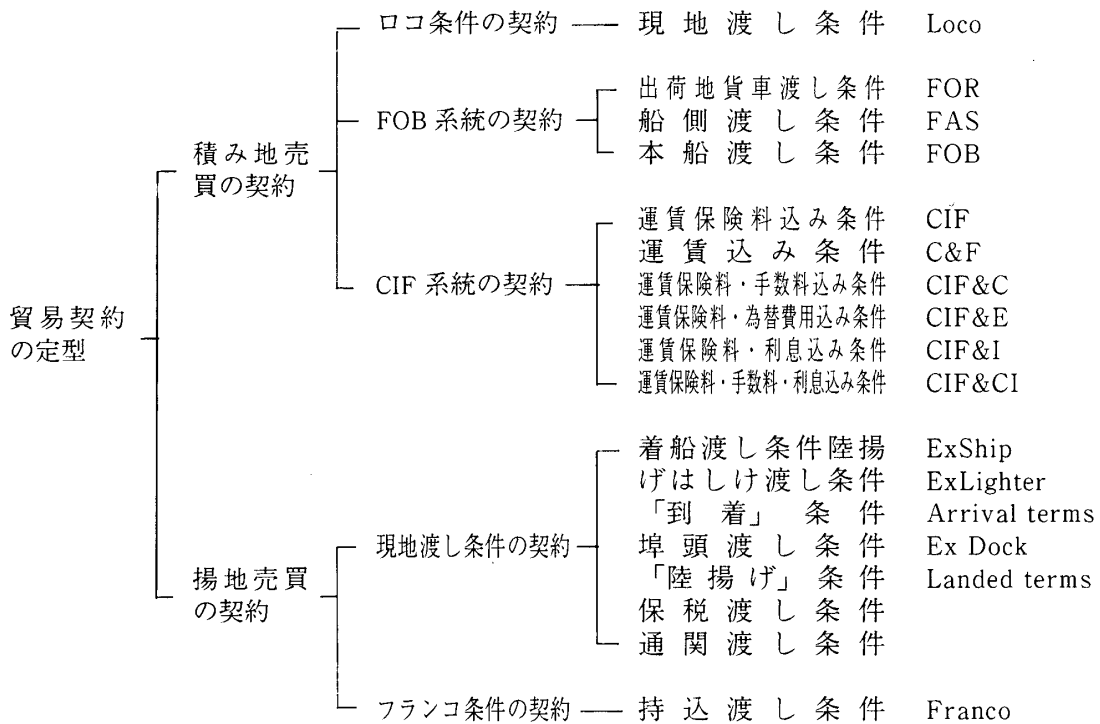 ロコ条件の契約 現地渡し条件 Loco
出荷地貨車渡し条件 FOR
FOB系統の契約 船側渡し条件 FAS
本船渡し条件 FOB
積み地売
買の契約
運賃保険料込み条件 CIF
運賃込み条件 C&F
CIF系統の契約 運賃保険料・手数料込み条件 CIF&C
運賃保険料・為替費用込み条件 CIF&E
運賃保険料・利息込み条件 CIF&I
運賃保険料・手数料・利息込み条件 CIF&CI
貿易契約
の定型
着船渡し条件陸揚 ExShip
げはしけ渡し条件 ExLighter
「到着」条件 Arrival terms
現地渡し条件の契約 埠頭渡し条件 Ex Dock
「陸揚げ」条件 Landed terms
保税渡し条件
通関渡し条件
揚地売買
の契約
フランコ条件の契約 持込渡し条件 Franco